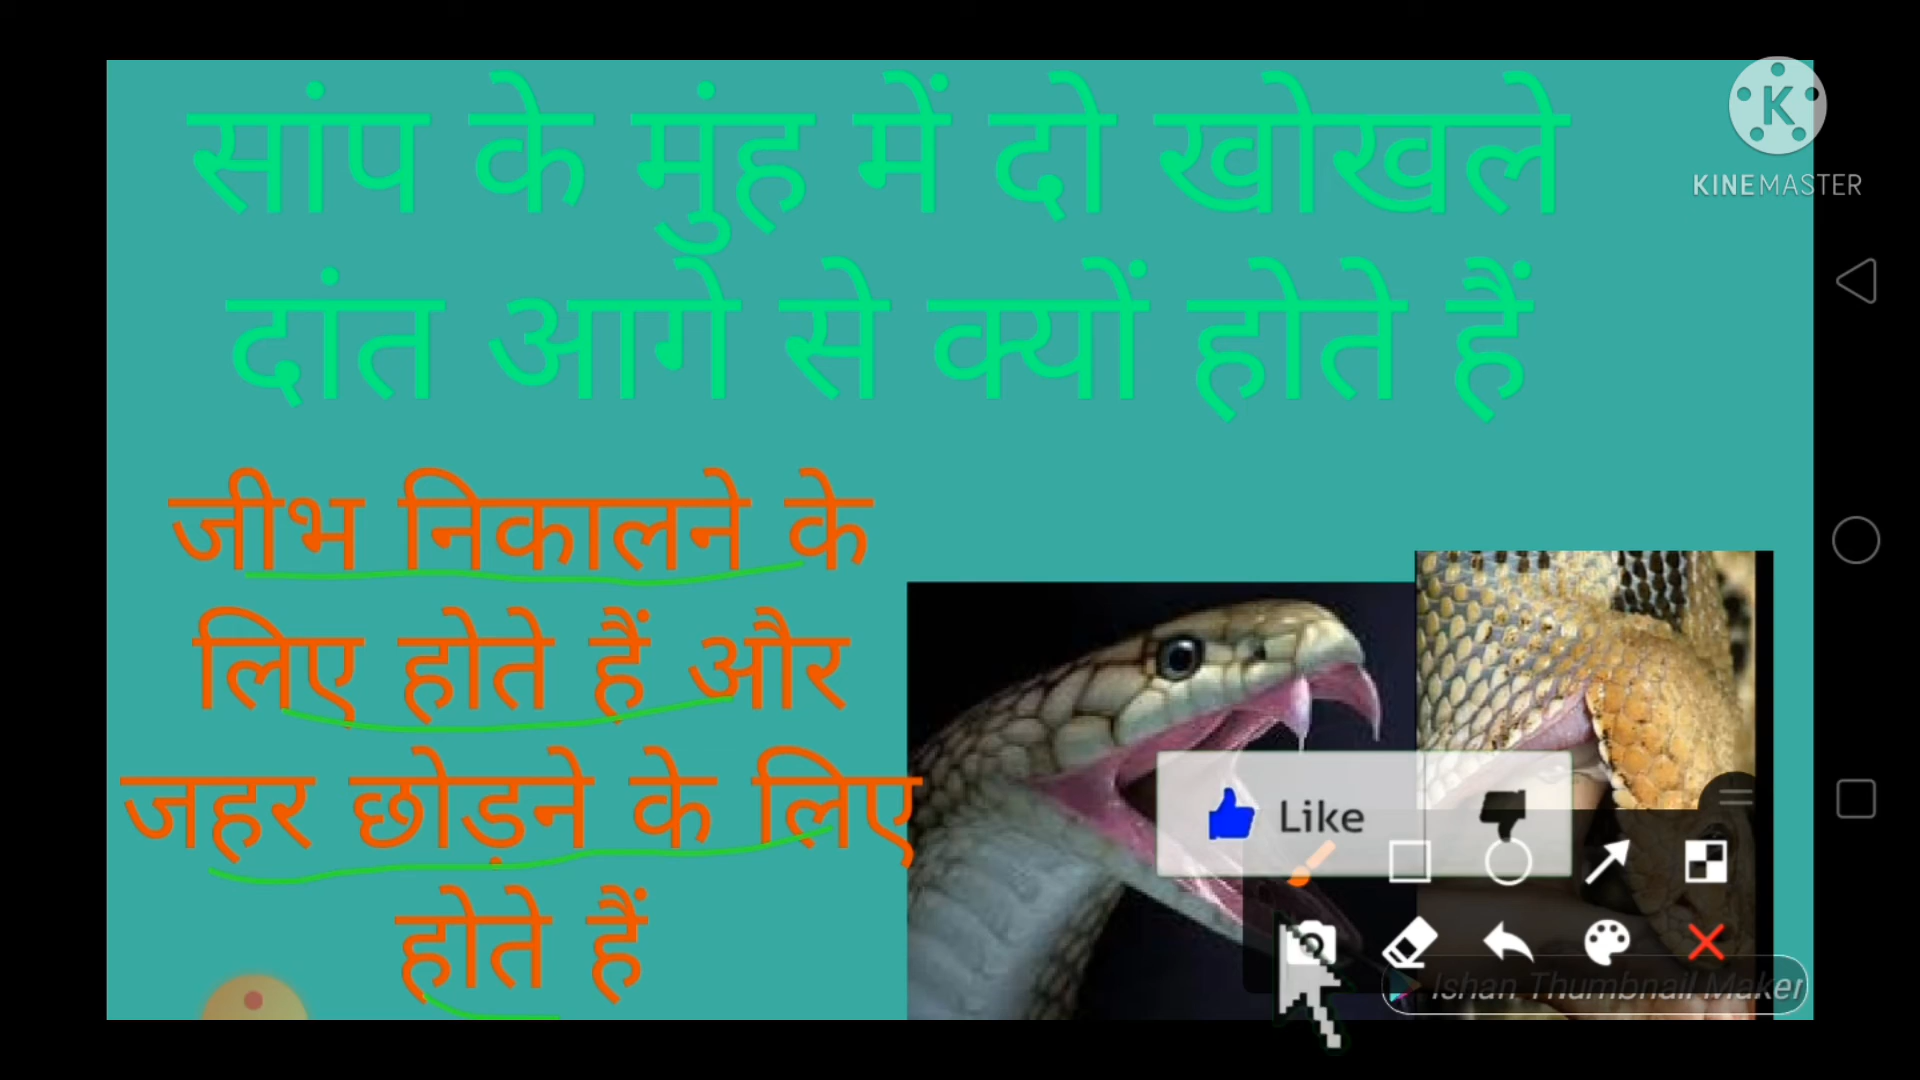 सांप के मुंह में दो खोखले
दांत आगे से क्यों होते हैं
KINEMASTER
जीभ निकालने के
लिए होते हैं और
जहर छोड़ने के लिए
होते हैं
Like
Ishan Thumbnail Maker